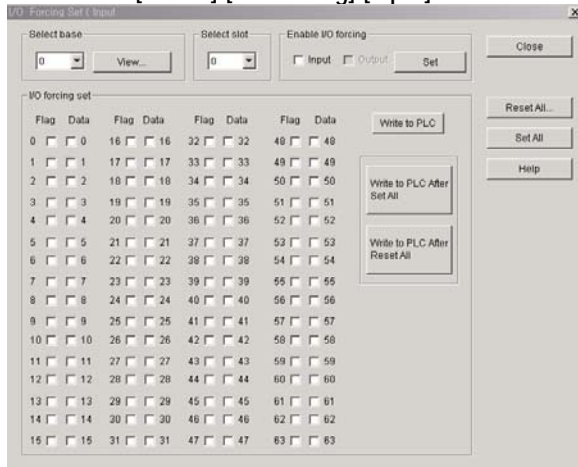 I/O Forcing Set ( Input
x
Select base
Select slot
Enable I/O forcing
0
View...
0
Input
Output
Set
Close
I/O forcing set
Flag Data Flag Data Flag Data Flag Data
0 0 16 16 32 32 48 48
1 1 17 17 33 33 49 49
2 2 18 18 34 34 50 50
3 3 19 19 35 35 51 51
4 4 20 20 36 36 52 52
5 5 21 21 37 37 53 53
6 6 22 22 38 38 54 54
7 7 23 23 39 39 55 55
8 8 24 24 40 40 56 56
9 9 25 25 41 41 57 57
10 10 26 26 42 42 58 58
11 11 27 27 43 43 59 59
12 12 28 28 44 44 60 60
13 13 29 29 45 45 61 61
14 14 30 30 46 46 62 62
15 15 31 31 47 47 63 63
Write to PLC
Write to PLC After
Set All
Write to PLC After
Reset All
Reset All...
Set All
Help